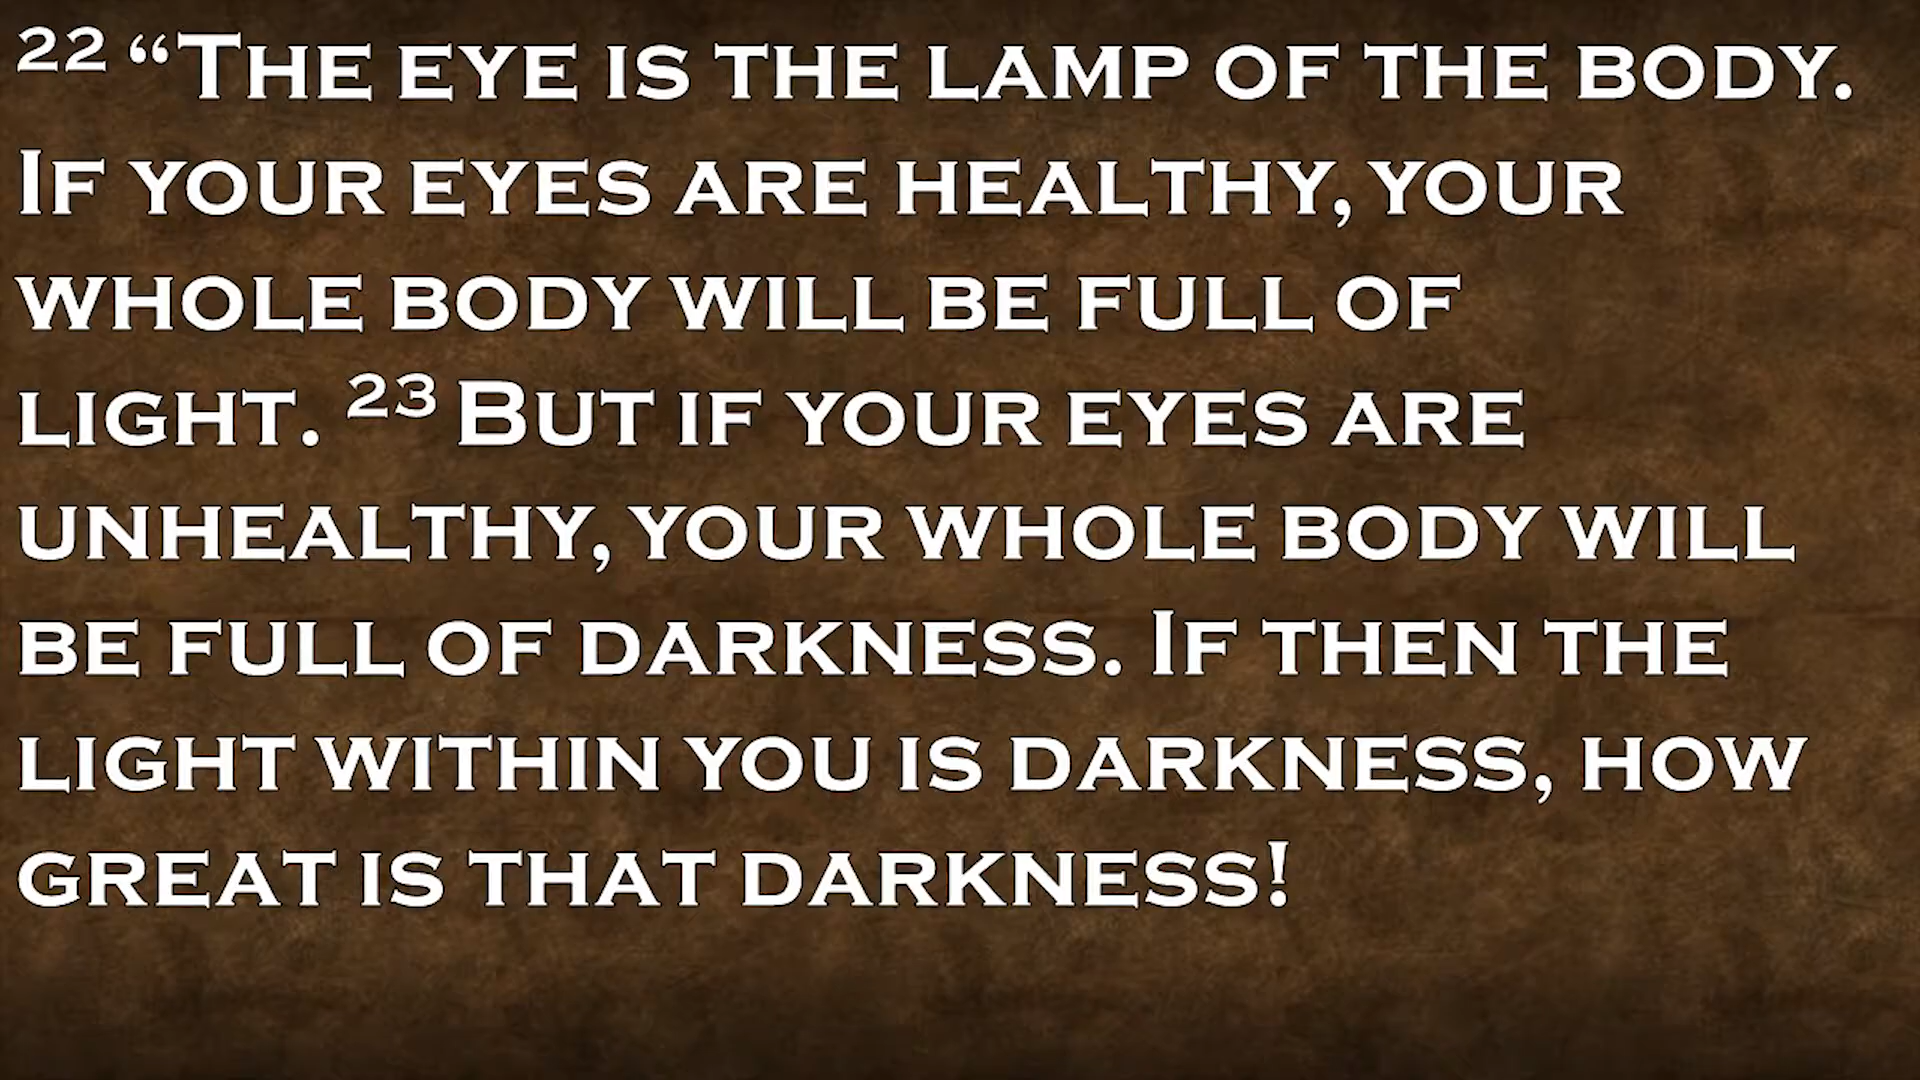 22 “The eye is the lamp of the body.
If your eyes are healthy, your
whole body will be full of
light. 23 But if your eyes are
unhealthy, your whole body will
be full of darkness. If then the
light within you is darkness, how
great is that darkness!